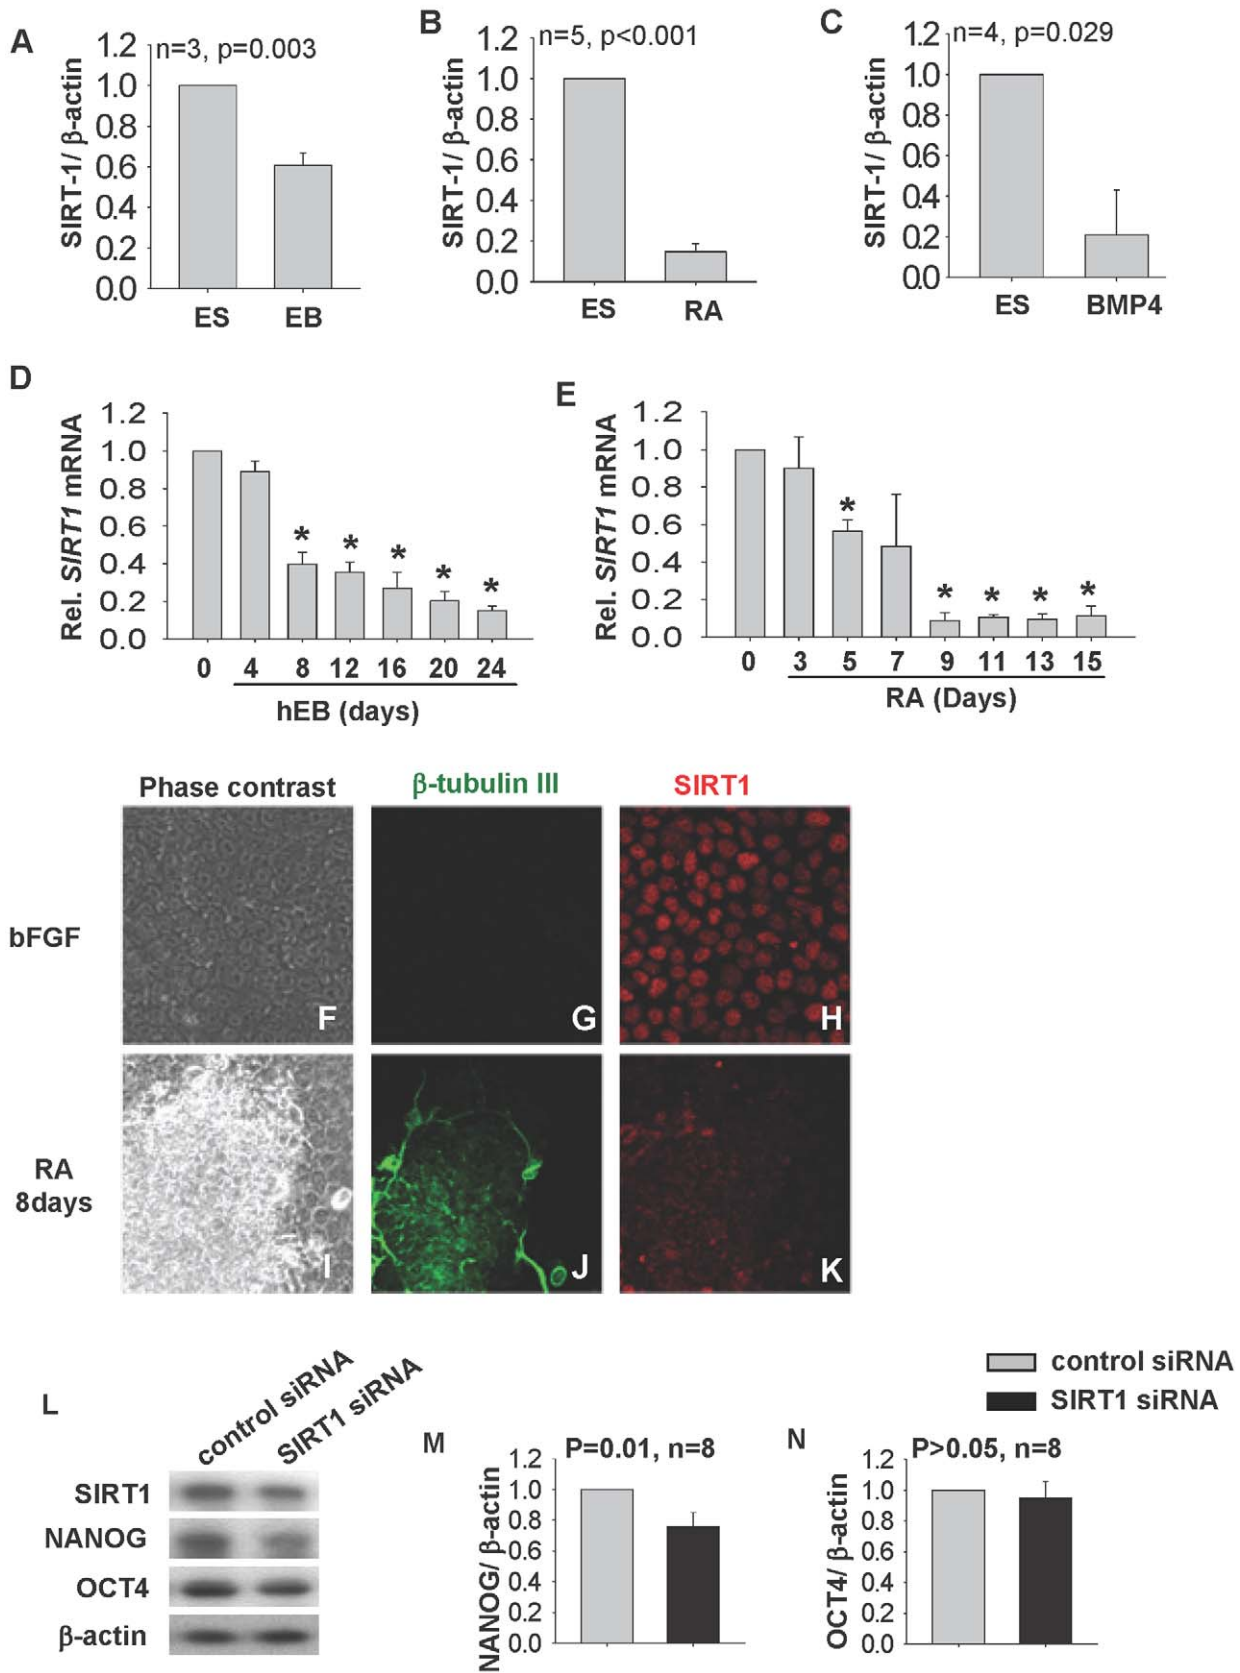 A
n=3, p=0.003
SIRT-1/ β-actin
1.2
1.0
0.8
0.6
0.4
0.2
0.0
ES EB
B
n=5, p<0.001
SIRT-1/ β-actin
1.2
1.0
0.8
0.6
0.4
0.2
0.0
ES RA
C
n=4, p=0.029
SIRT-1/ β-actin
1.2
1.0
0.8
0.6
0.4
0.2
0.0
ES BMP4
D
Rel. SIRT1 mRNA
1.2
1.0
0.8
0.6
0.4
0.2
0.0
* * * * *
0 4 8 12 16 20 24
hEB (days)
E
Rel. SIRT1 mRNA
1.2
1.0
0.8
0.6
0.4
0.2
0.0
* * * * *
0 3 5 7 9 11 13 15
RA (Days)
Phase contrast β-tubulin III SIRT1
bFGF
F G H
RA
8days
I J K
L
control siRNA
SIRT1 siRNA
SIRT1
NANOG
OCT4
β-actin
control siRNA
SIRT1 siRNA
M
P=0.01, n=8
NANOG/ β-actin
1.2
1.0
0.8
0.6
0.4
0.2
0.0
N
P>0.05, n=8
OCT4/ β-actin
1.2
1.0
0.8
0.6
0.4
0.2
0.0